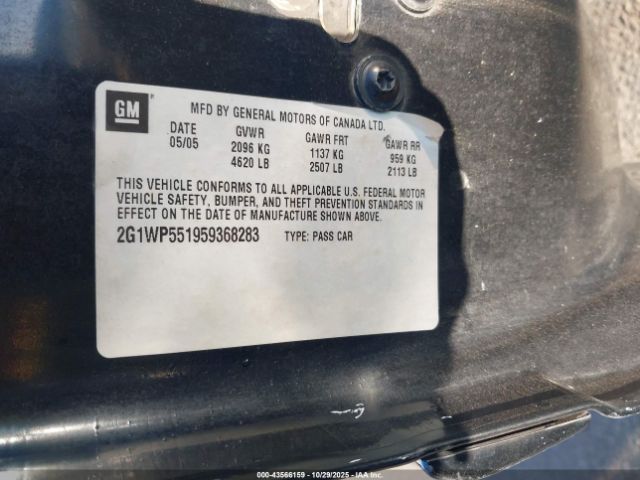 GM
MFD BY GENERAL MOTORS OF CANADA LTD.
DATE GVWR GAWR FRT GAWR RR
05/05 2096 KG 1137 KG 959 KG
4620 LB 2507 LB 2113 LB
THIS VEHICLE CONFORMS TO ALL APPLICABLE U.S. FEDERAL MOTOR
VEHICLE SAFETY, BUMPER, AND THEFT PREVENTION STANDARDS IN
EFFECT ON THE DATE OF MANUFACTURE SHOWN ABOVE.
2G1WP551959368283 TYPE: PASS CAR
000-43566159 | 10/29/2025 | IAAI.COM